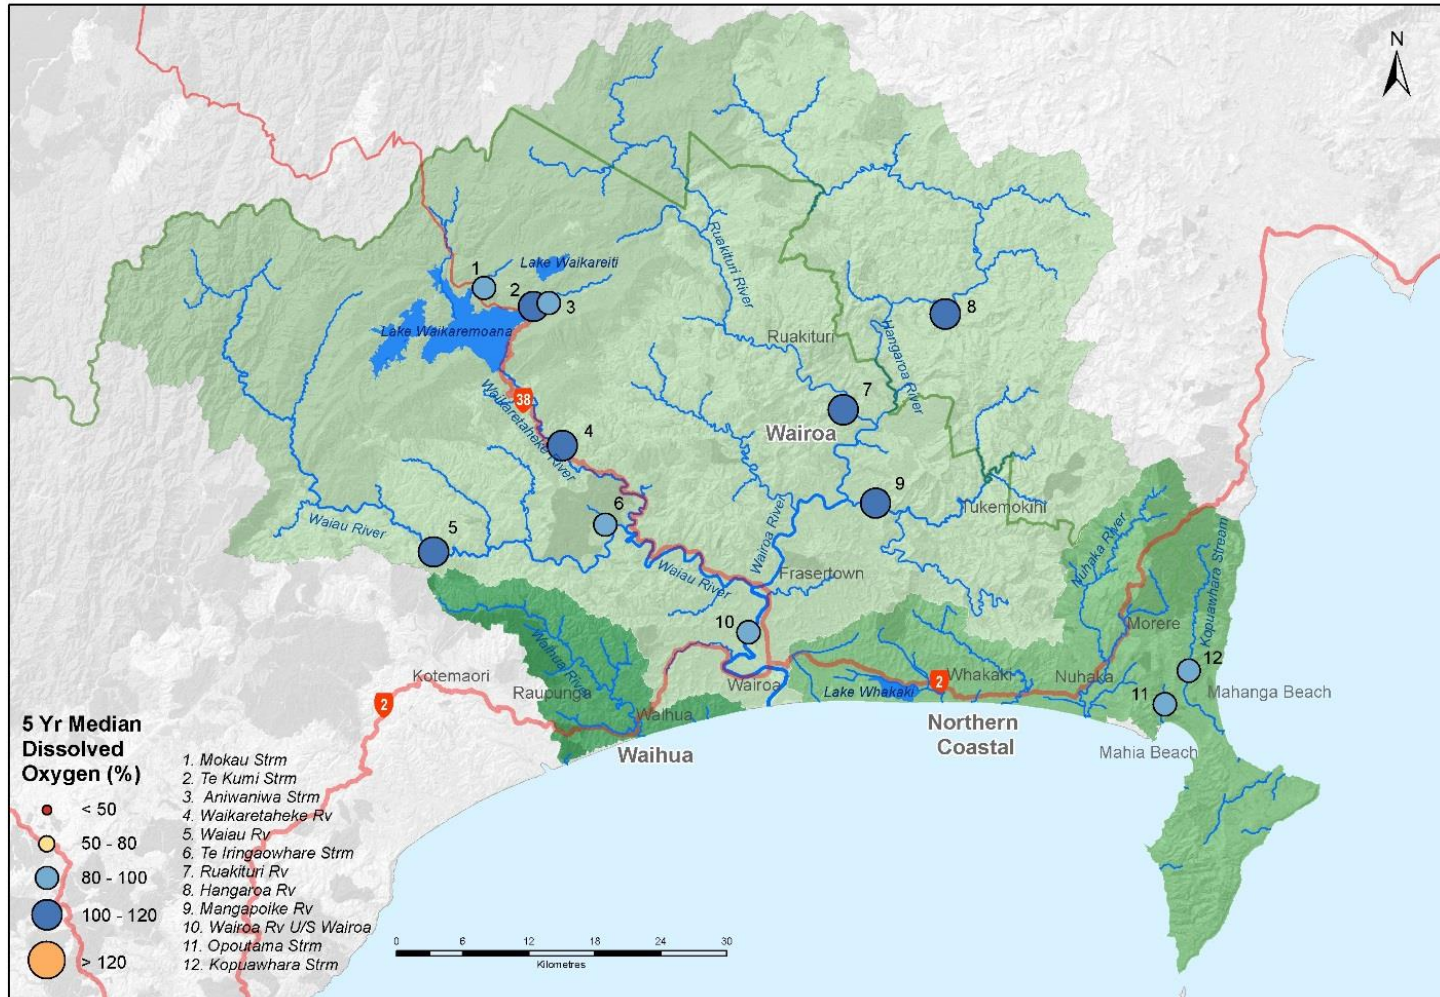 N
1
Lake Waikareiti
2
3
Lake Waikaremoana
Ruakituri River
8
Ruakituri
Hangaroa River
38
Waikaretaheke River
7
Wairoa
4
9
6
Tukemokihi
5
Waiau River
Wairoa River
Nuhaka River
Kopuawhara Stream
Waiau River
Frasertown
10
Morere
Waihua River
12
Kotemaori
Raupunga
Wairoa
Lake Whakaki
2
Whakaki
Nuhaka
11
Mahanga Beach
2
Waihua
Waihua
Northern
Coastal
Mahia Beach
5 Yr Median
Dissolved
Oxygen (%)
< 50
50 - 80
80 - 100
100 - 120
> 120
1. Mokau Strm
2. Te Kumi Strm
3. Aniwaniwa Strm
4. Waikaretaheke Rv
5. Waiau Rv
6. Te Iringaowhare Strm
7. Ruakituri Rv
8. Hangaroa Rv
9. Mangapoike Rv
10. Wairoa Rv U/S Wairoa
11. Opoutama Strm
12. Kopuawhara Strm
0 6 12 18 24 30
Kilometres